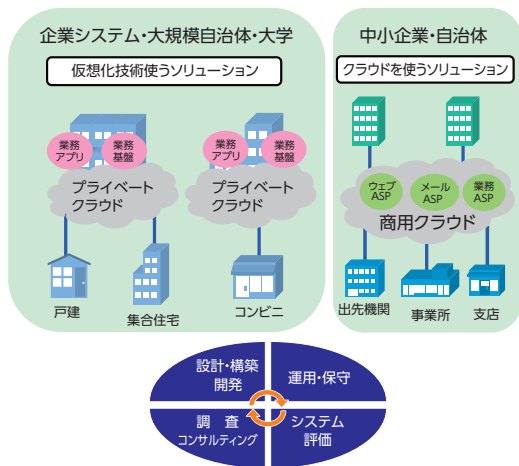 企業システム・大規模自治体・大学
仮想化技術使うソリューション
業務
アプリ
業務
基盤
プライベート
クラウド
業務
アプリ
業務
基盤
プライベート
クラウド
戸建
集合住宅
コンビニ
中小企業・自治体
クラウドを使うソリューション
ウェブ
ASP
メール
ASP
業務
ASP
商用クラウド
出先機関
事業所
支店
設計・構築
開発
運用・保守
調　査
コンサルティング
システム
評価